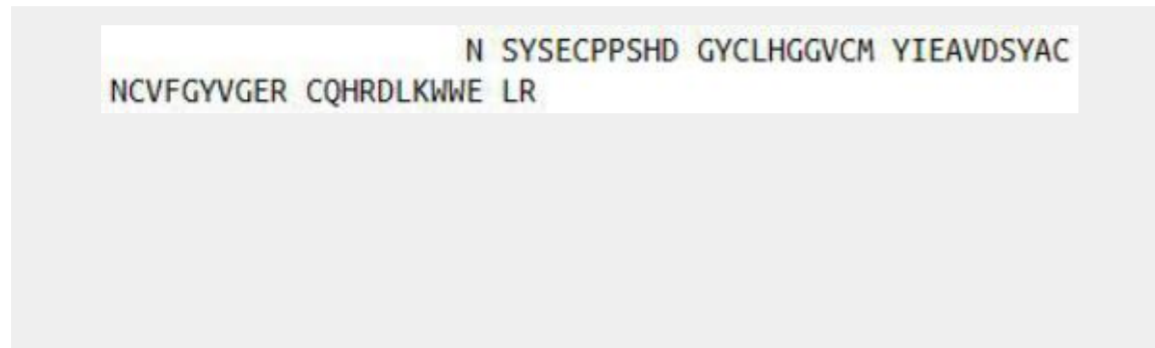 N SYSECPPSHD GYCLHGGVCM YIEAVDSYAC
NCVFGYVGER CQHRDLKWWE LR